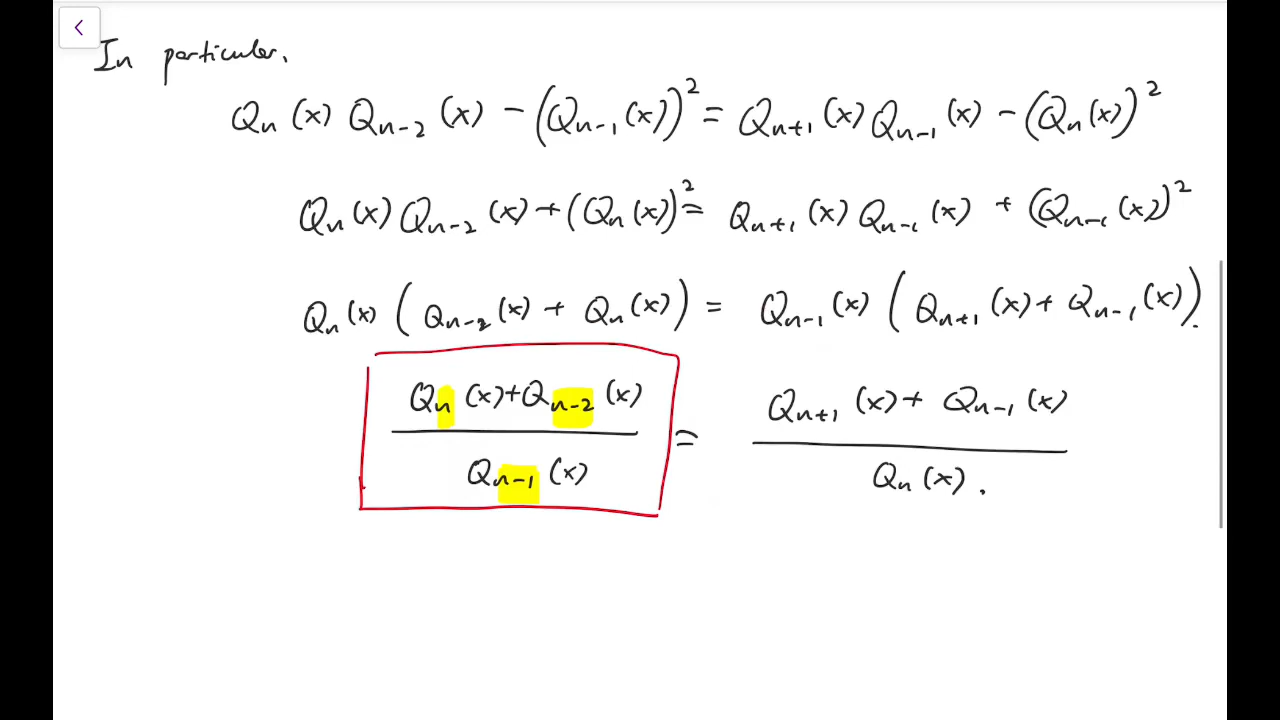 In particular,
Qₙ(x) Qₙ₋₂(x) − (Qₙ₋₁(x))² = Qₙ₊₁(x) Qₙ₋₁(x) − (Qₙ(x))²
Qₙ(x) Qₙ₋₂(x) + (Qₙ(x))² = Qₙ₊₁(x) Qₙ₋₁(x) + (Qₙ₋₁(x))²
Qₙ(x) (Qₙ₋₂(x) + Qₙ(x)) = Qₙ₋₁(x) (Qₙ₊₁(x) + Qₙ₋₁(x)).
(Qₙ(x) + Qₙ₋₂(x)) / Qₙ₋₁(x) = (Qₙ₊₁(x) + Qₙ₋₁(x)) / Qₙ(x).